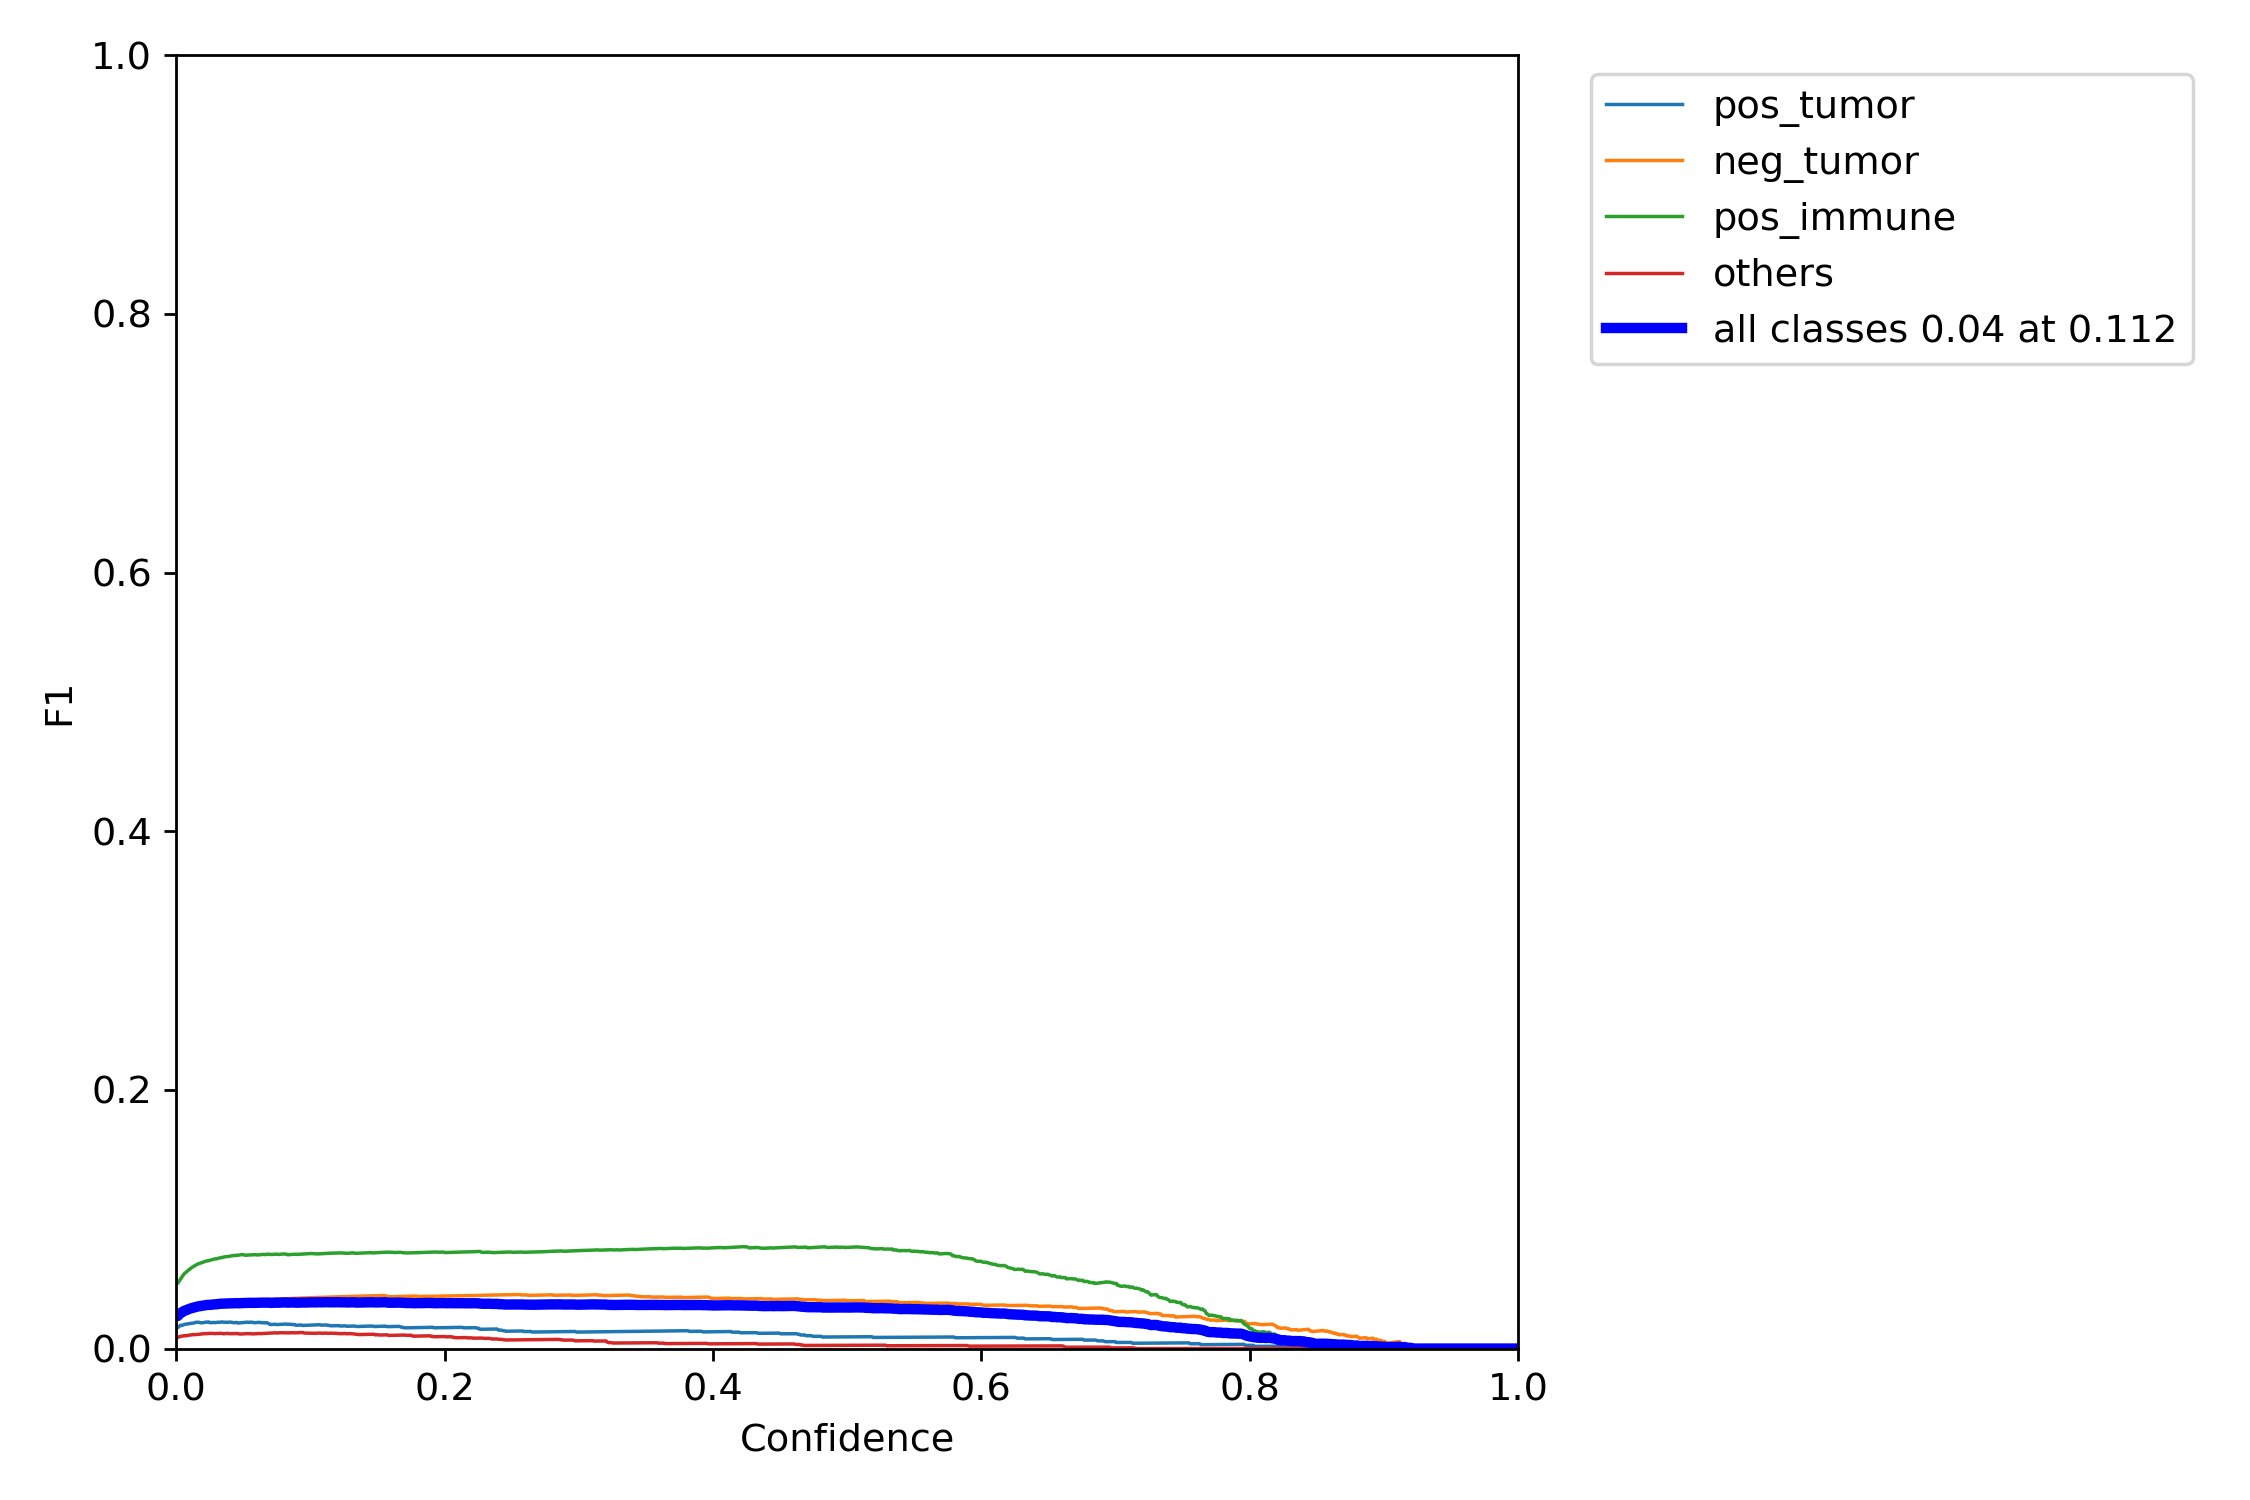 1.0
0.8
0.6
0.4
0.2
0.0
F1
0.0 0.2 0.4 0.6 0.8 1.0
Confidence
pos_tumor
neg_tumor
pos_immune
others
all classes 0.04 at 0.112